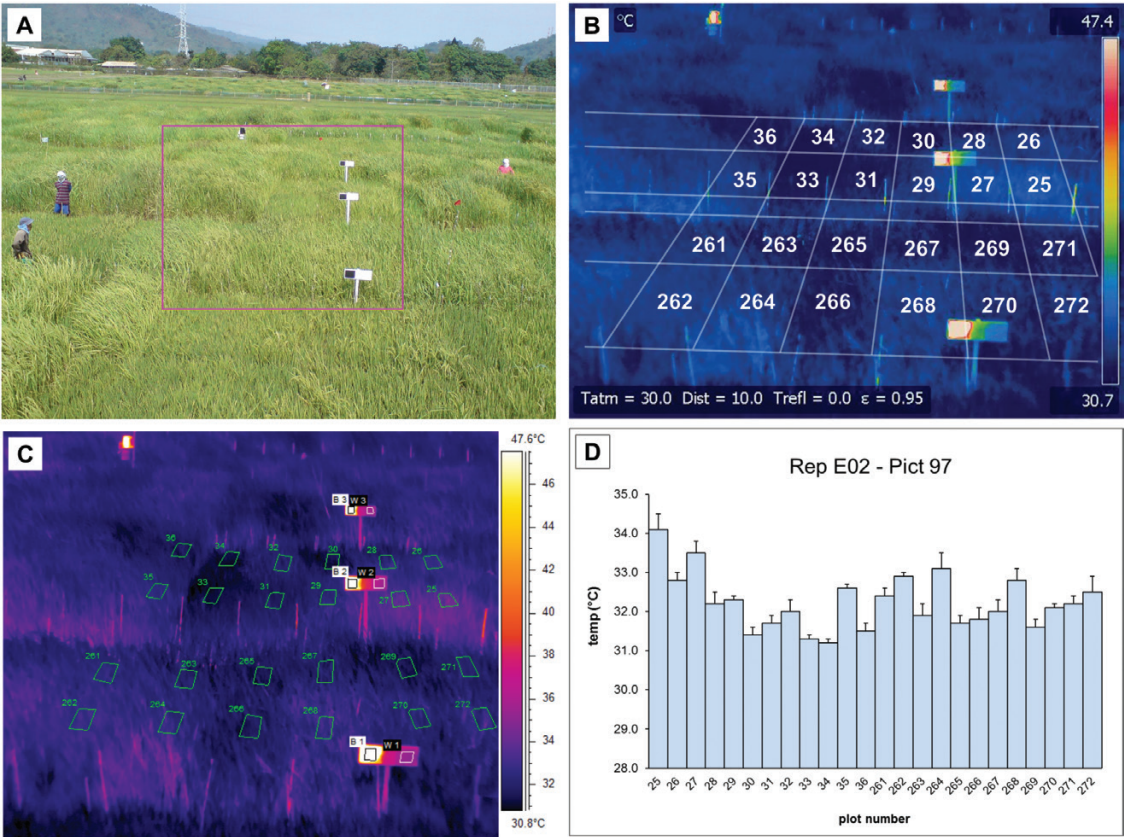 A
B
°C
47.4
36 34 32 30 28 26
35 33 31 29 27 25
261 263 265 267 269 271
262 264 266 268 270 272
Tatm = 30.0 Dist = 10.0 Trefl = 0.0 ε = 0.95
30.7
C
47.6°C
46
44
42
40
38
36
34
32
30.8°C
B 3 W 3
36 34 32 30 28 26
B 2 W 2
35 33 31 29 27 25
261 263 265 267 269 271
262 264 266 268 270 272
B 1 W 1
D
Rep E02 - Pict 97
temp (°C)
35.0
34.0
33.0
32.0
31.0
30.0
29.0
28.0
25 26 27 28 29 30 31 32 33 34 35 36 261 262 263 264 265 266 267 268 269 270 271 272
plot number